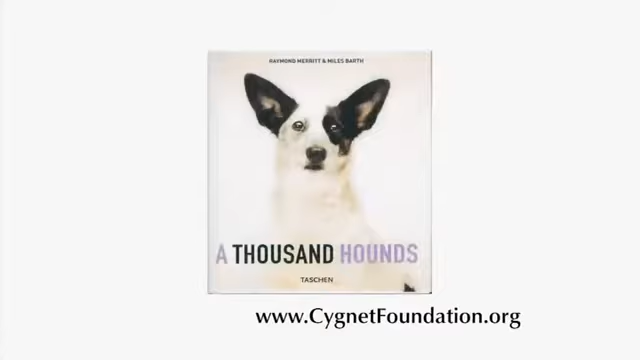 RAYMOND MERRITT & MILES BARTH
A THOUSAND HOUNDS
TASCHEN
www.CygnetFoundation.org